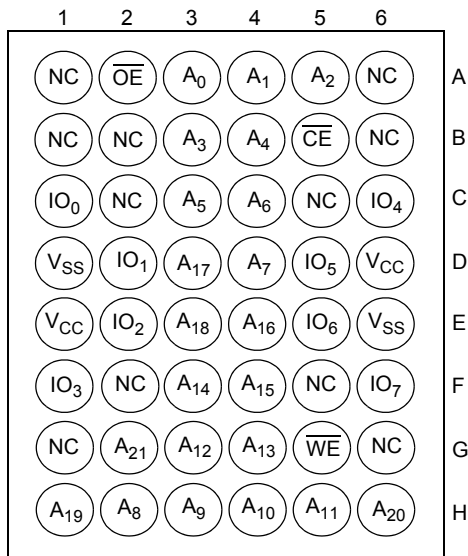 1 2 3 4 5 6
NC OE A0 A1 A2 NC A
NC NC A3 A4 CE NC B
IO0 NC A5 A6 NC IO4 C
VSS IO1 A17 A7 IO5 VCC D
VCC IO2 A18 A16 IO6 VSS E
IO3 NC A14 A15 NC IO7 F
NC A21 A12 A13 WE NC G
A19 A8 A9 A10 A11 A20 H